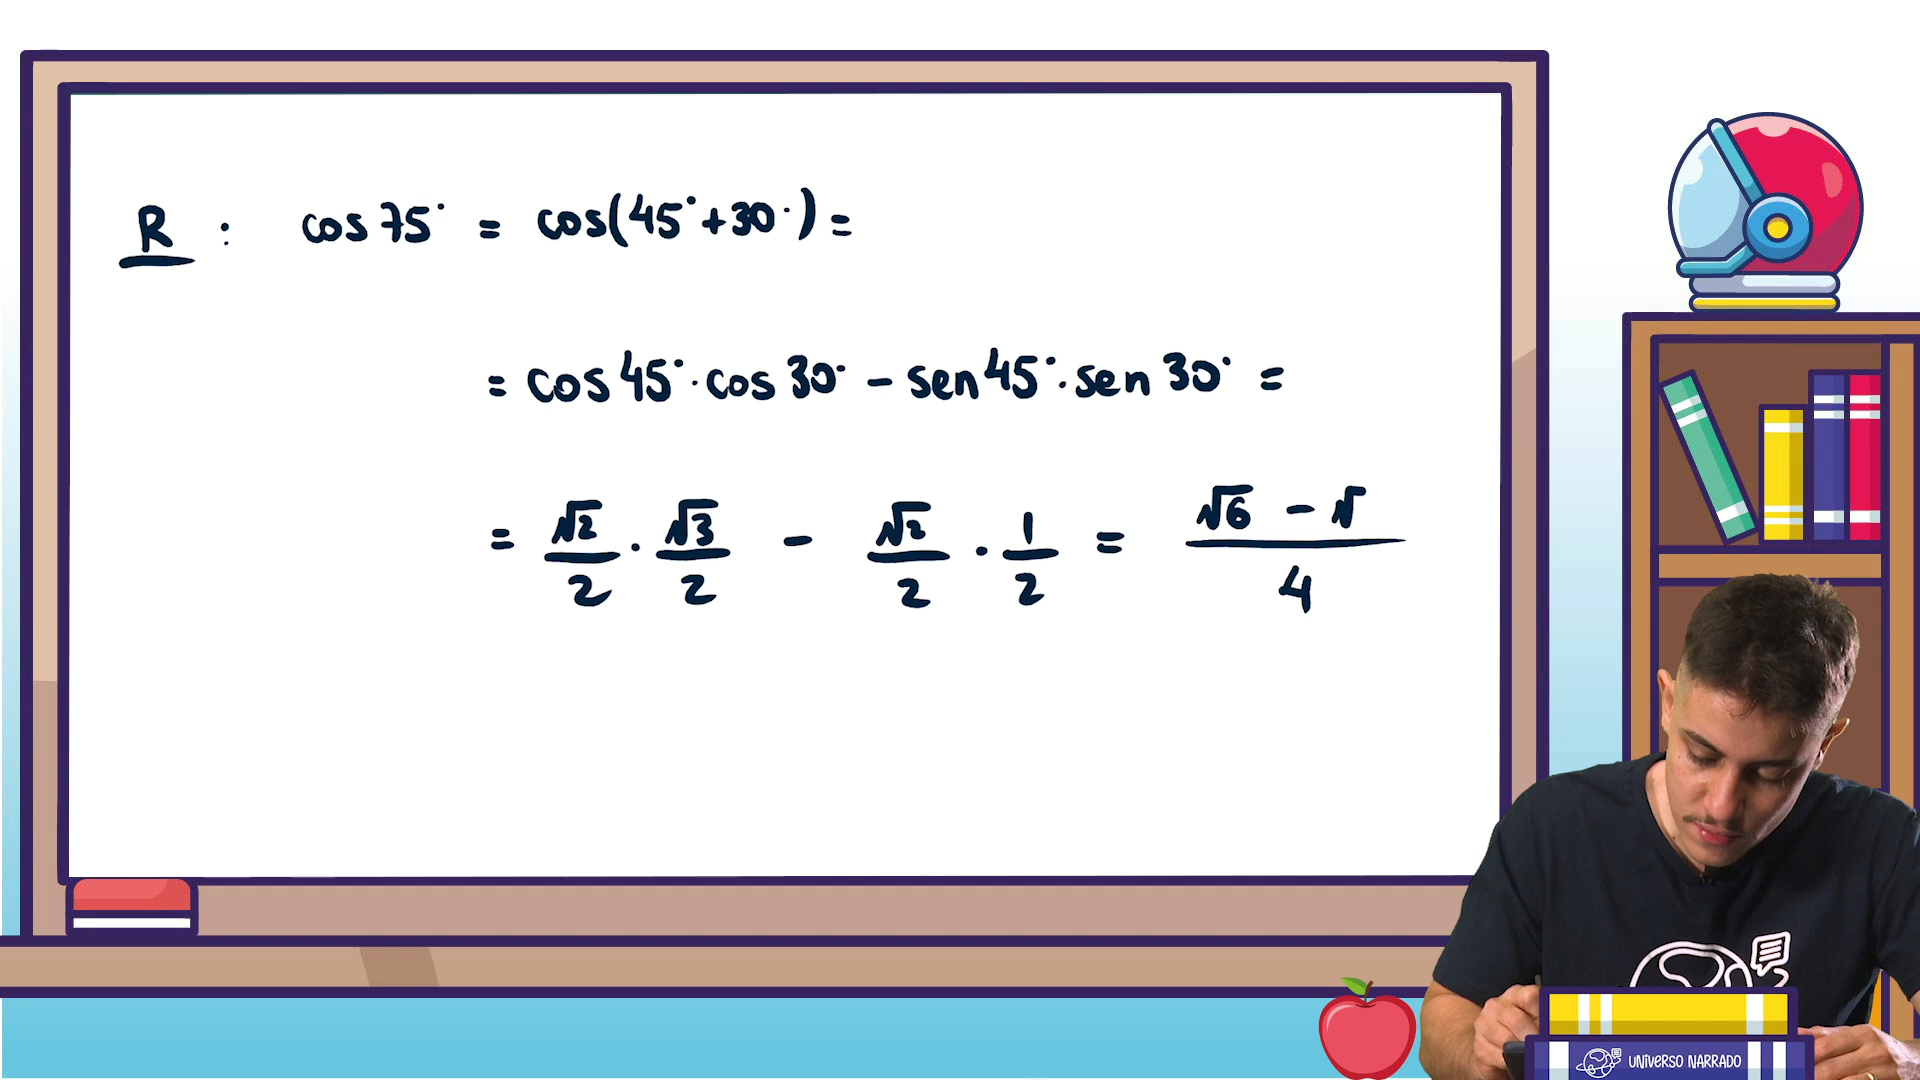 R : cos 75° = cos(45° + 30°) =
= cos 45° · cos 30° - sen 45° · sen 30° =
= √2/2 · √3/2 - √2/2 · 1/2 = √6 - √ / 4
UNIVERSO NARRADO